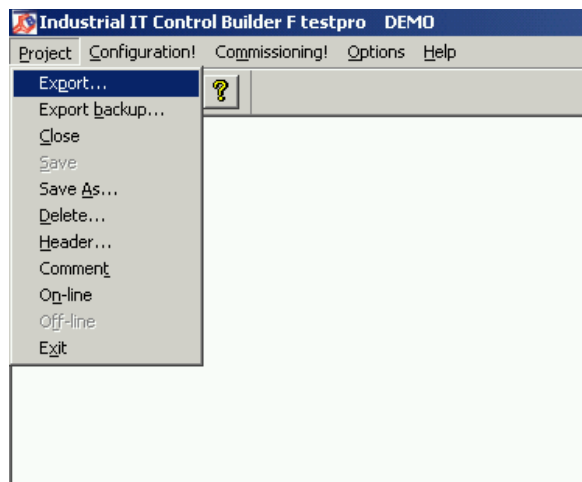 Industrial IT Control Builder F testpro DEMO
Project Configuration! Commissioning! Options Help
Export...
?
Export backup...
Close
Save
Save As...
Delete...
Header...
Comment
On-line
Off-line
Exit